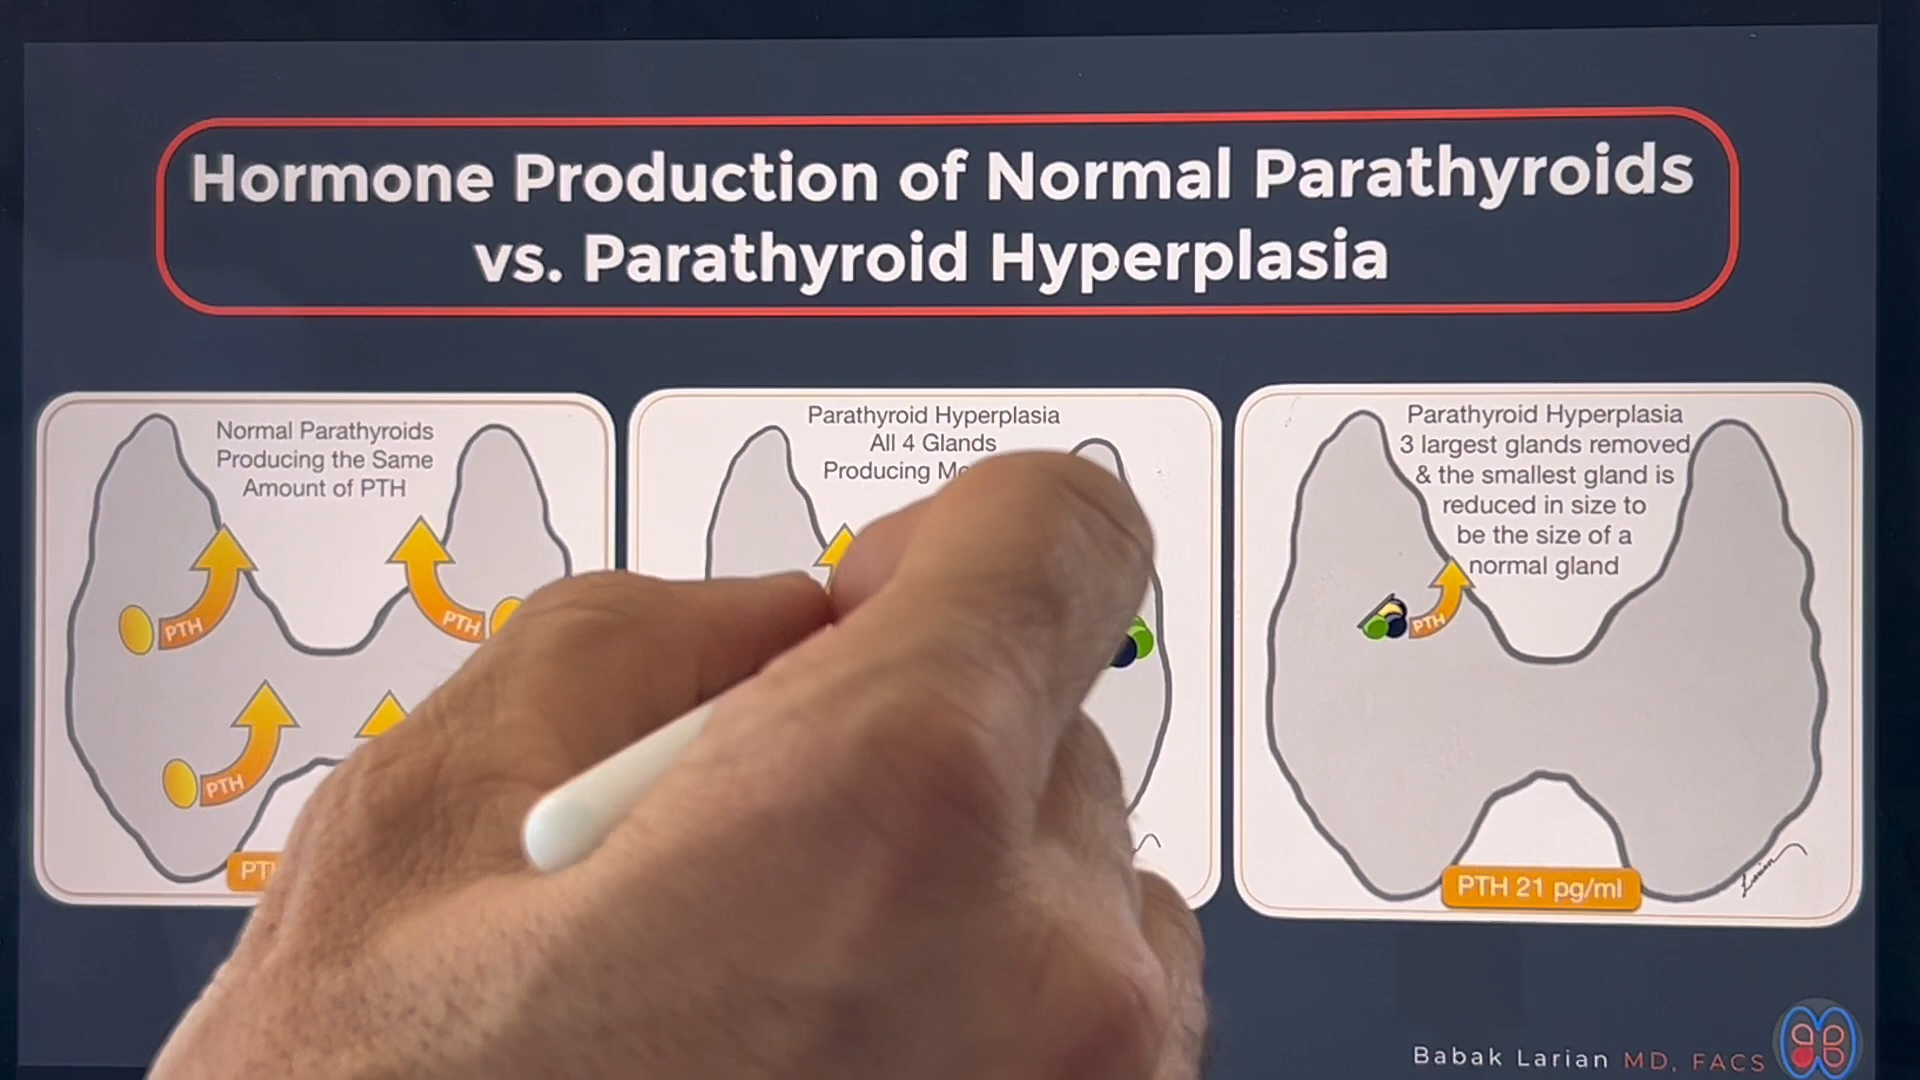 Hormone Production of Normal Parathyroids
vs. Parathyroid Hyperplasia
Normal Parathyroids
Producing the Same
Amount of PTH
PTH
PTH
PTH
Parathyroid Hyperplasia
All 4 Glands
Producing
Parathyroid Hyperplasia
3 largest glands removed
& the smallest gland is
reduced in size to
be the size of a
normal gland
PTH
PTH 21 pg/ml
Larian
Babak Larian MD, FACS